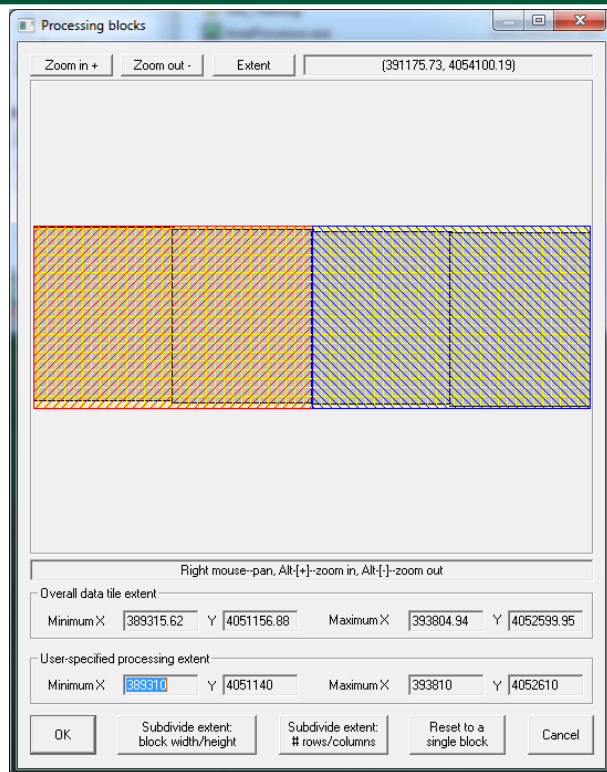 Processing blocks
Zoom in + Zoom out - Extent (391175.73, 4054100.19)
Right mouse--pan, Alt-[+]--zoom in, Alt-[-]--zoom out
Overall data tile extent
Minimum X 389315.62 Y 4051156.88 Maximum X 393804.94 Y 4052599.95
User-specified processing extent
Minimum X 389310 Y 4051140 Maximum X 393810 Y 4052610
OK Subdivide extent: block width/height Subdivide extent: # rows/columns Reset to a single block Cancel